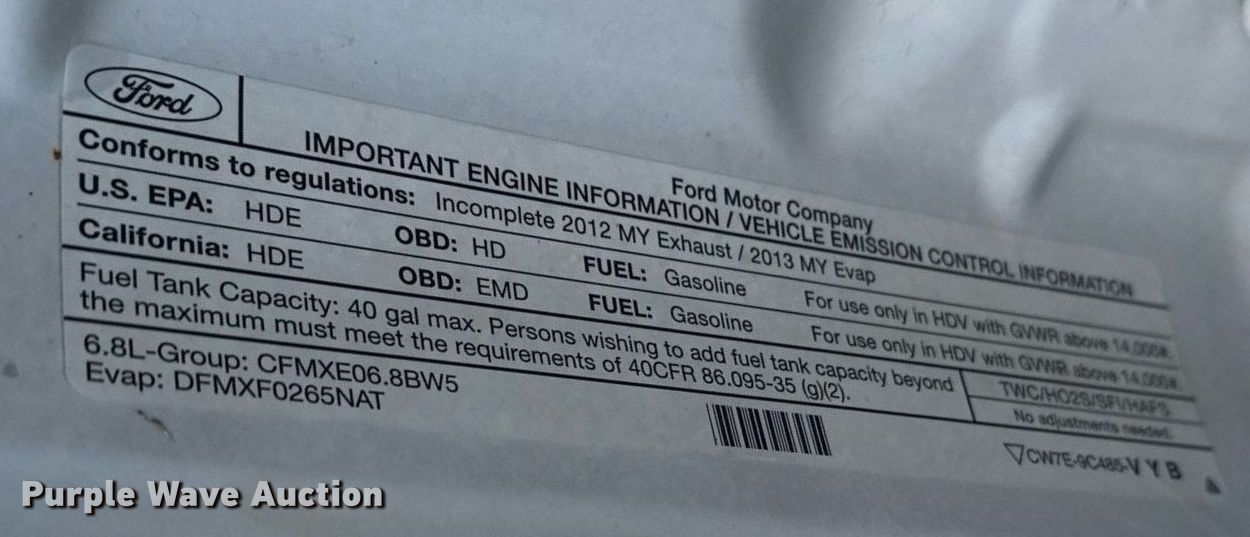 Ford
Ford Motor Company
IMPORTANT ENGINE INFORMATION / VEHICLE EMISSION CONTROL INFORMATION
Conforms to regulations: Incomplete 2012 MY Exhaust / 2013 MY Evap
U.S. EPA: HDE OBD: HD FUEL: Gasoline For use only in HDV with GVWR above 14,000#.
California: HDE OBD: EMD FUEL: Gasoline For use only in HDV with GVWR above 14,000#.
Fuel Tank Capacity: 40 gal max. Persons wishing to add fuel tank capacity beyond
the maximum must meet the requirements of 40CFR 86.095-35 (g)(2).
TWC/HO2S/SFI/HAFS
No adjustments needed.
6.8L-Group: CFMXE06.8BW5
Evap: DFMXF0265NAT
CW7E-9C485-V Y B
Purple Wave Auction